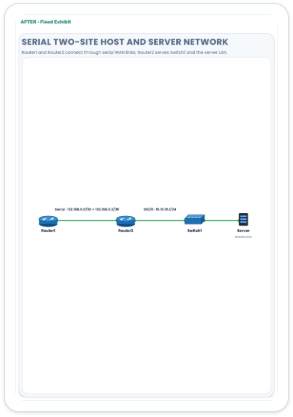 AFTER · Fixed Exhibit
SERIAL TWO-SITE HOST AND SERVER NETWORK
Router1 and Router2 connect through serial WAN links; Router2 serves Switch1 and the server LAN.
Router1
Router2
Switch1
Server